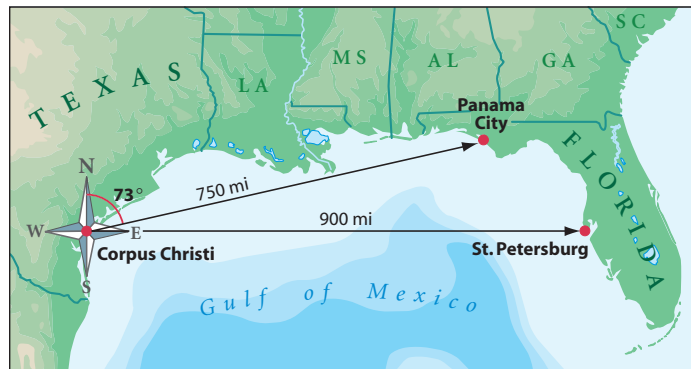 SC
MS
AL
GA
LA
TEXAS
Panama
City
FLORIDA
N
73°
750 mi
900 mi
W
E
Corpus Christi
St. Petersburg
S
Gulf of Mexico